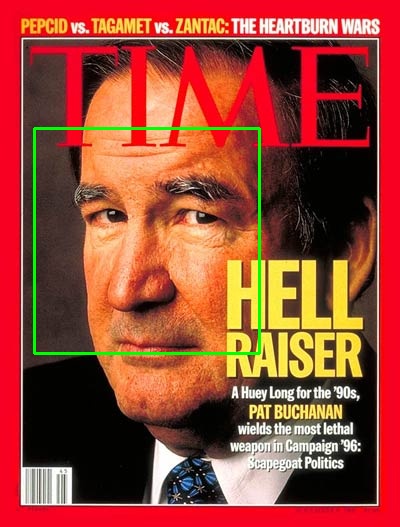 PEPCID vs. TAGAMET vs. ZANTAC: THE HEARTBURN WARS
TIME
HELL
RAISER
A Huey Long for the '90s,
PAT BUCHANAN
wields the most lethal
weapon in Campaign '96:
Scapegoat Politics
45